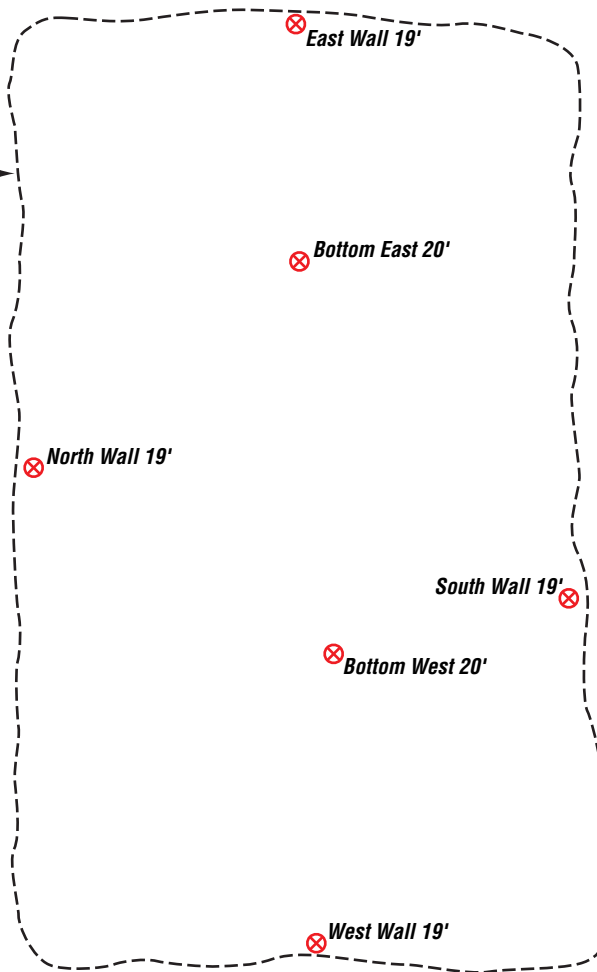 East Wall 19'
Bottom East 20'
North Wall 19'
South Wall 19'
Bottom West 20'
West Wall 19'